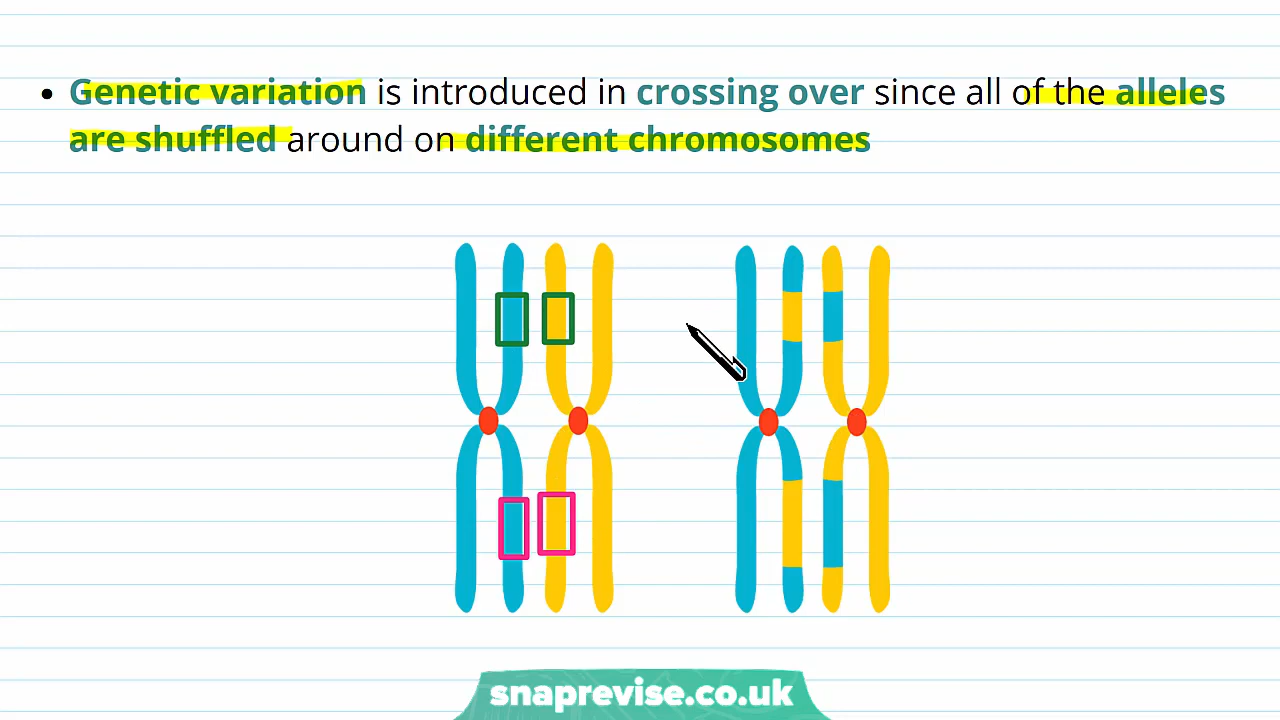 • Genetic variation is introduced in crossing over since all of the alleles
are shuffled around on different chromosomes
snaprevise.co.uk